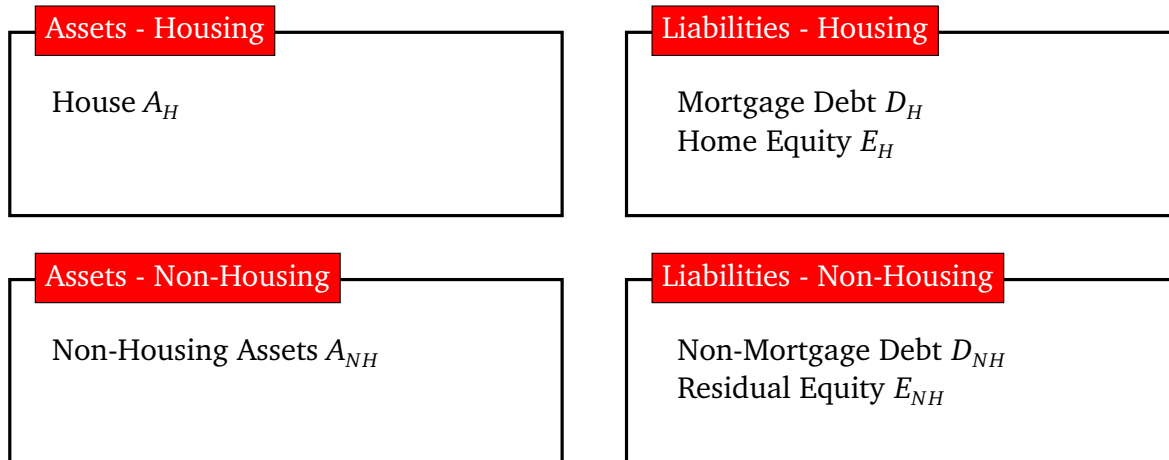 Assets - Housing
House A_H
Liabilities - Housing
Mortgage Debt D_H
Home Equity E_H
Assets - Non-Housing
Non-Housing Assets A_NH
Liabilities - Non-Housing
Non-Mortgage Debt D_NH
Residual Equity E_NH